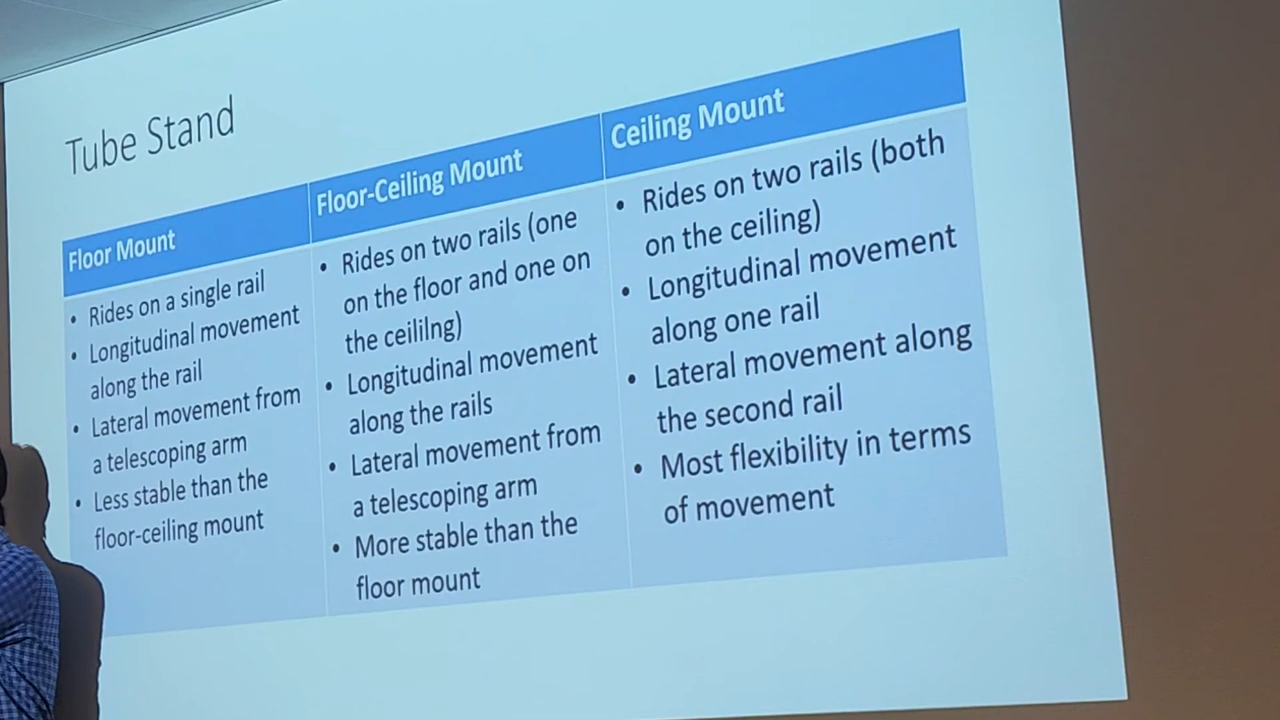 Tube Stand
Floor Mount
• Rides on a single rail
• Longitudinal movement
along the rail
• Lateral movement from
a telescoping arm
• Less stable than the
floor-ceiling mount
Floor-Ceiling Mount
• Rides on two rails (one
on the floor and one on
the ceililng)
• Longitudinal movement
along the rails
• Lateral movement from
a telescoping arm
• More stable than the
floor mount
Ceiling Mount
• Rides on two rails (both
on the ceiling)
• Longitudinal movement
along one rail
• Lateral movement along
the second rail
• Most flexibility in terms
of movement